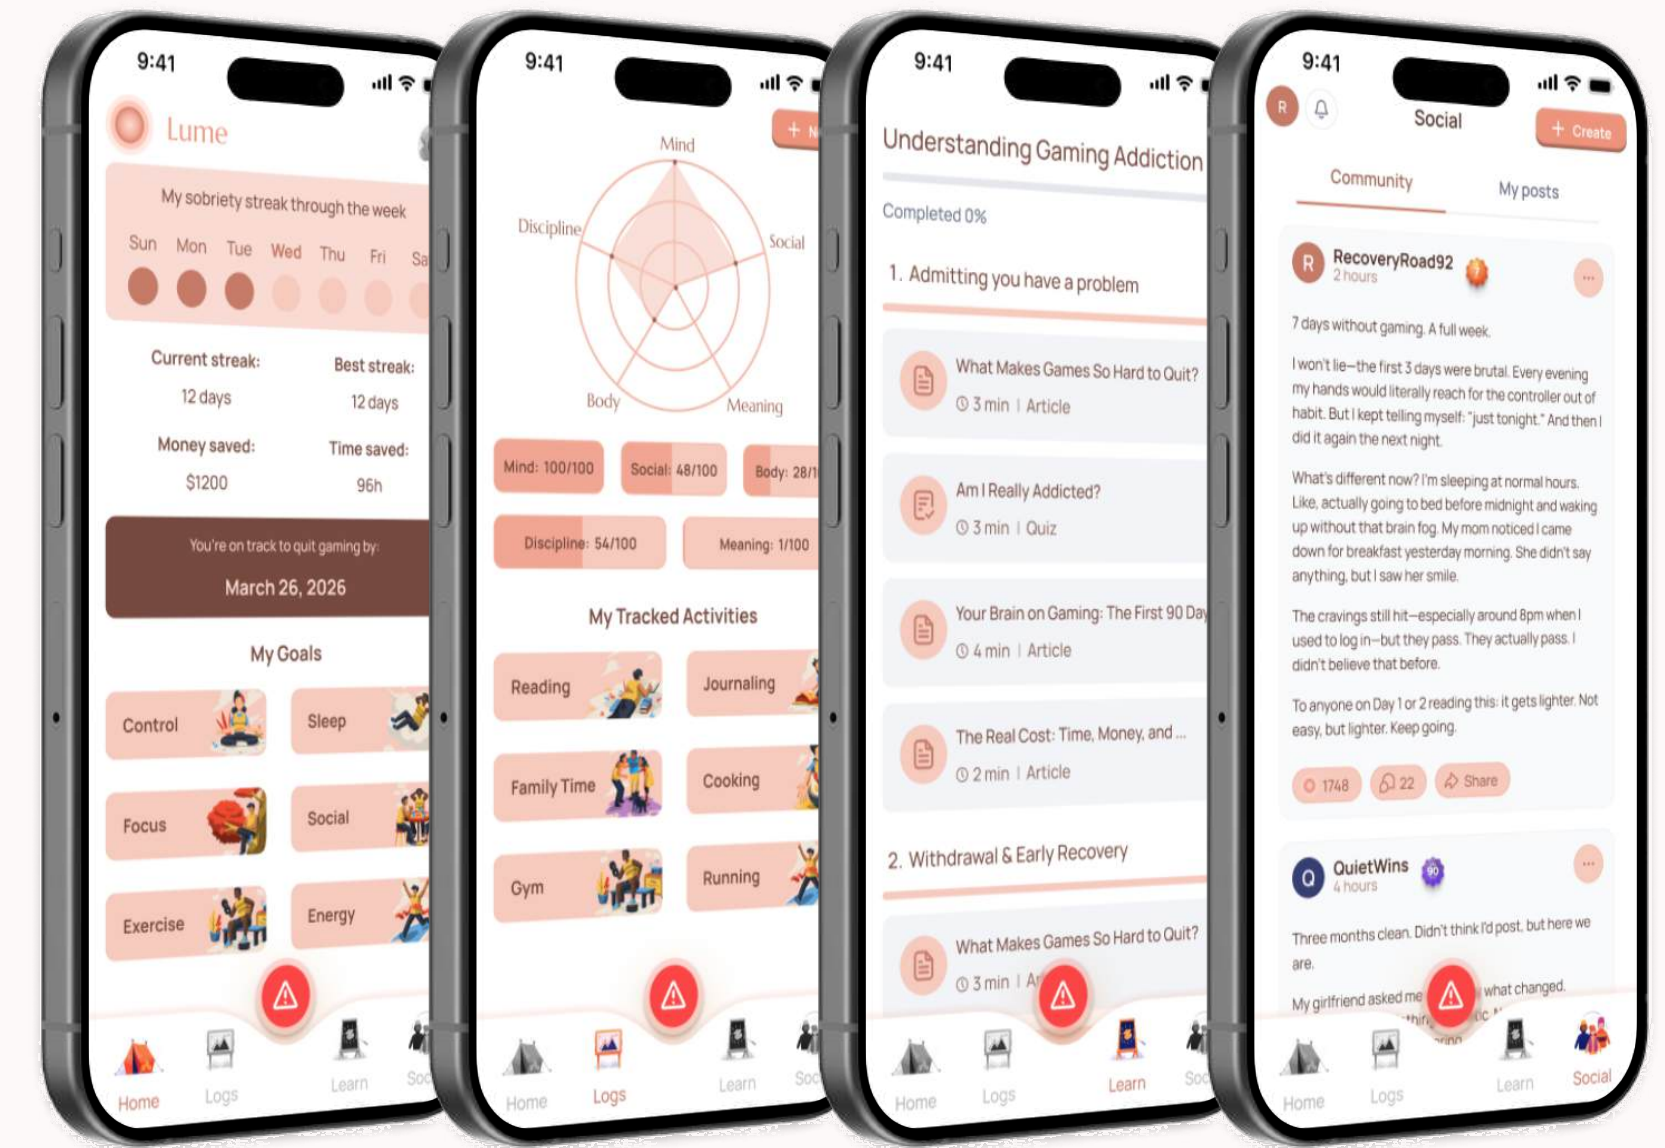 9:41
Lume
My sobriety streak through the week
Sun Mon Tue Wed Thu Fri Sa
Current streak:
12 days
Best streak:
12 days
Money saved:
$1200
Time saved:
96h
You're on track to quit gaming by:
March 26, 2026
My Goals
Control
Sleep
Focus
Social
Exercise
Energy
Home
Logs
Learn
Soc
9:41
+ N
Mind
Discipline
Social
Body
Meaning
Mind: 100/100
Social: 48/100
Body: 28/1
Discipline: 54/100
Meaning: 1/100
My Tracked Activities
Reading
Journaling
Family Time
Cooking
Gym
Running
Home
Logs
Learn
Soc
9:41
Understanding Gaming Addiction
Completed 0%
1. Admitting you have a problem
What Makes Games So Hard to Quit?
3 min | Article
Am I Really Addicted?
3 min | Quiz
Your Brain on Gaming: The First 90 Day
4 min | Article
The Real Cost: Time, Money, and ...
2 min | Article
2. Withdrawal & Early Recovery
What Makes Games So Hard to Quit?
3 min | A
Home
Logs
Learn
Soc
9:41
R
Social
+ Create
Community
My posts
R
RecoveryRoad92
7
2 hours
7 days without gaming. A full week.
I won't lie—the first 3 days were brutal. Every evening
my hands would literally reach for the controller out of
habit. But I kept telling myself: "just tonight." And then I
did it again the next night.
What's different now? I'm sleeping at normal hours.
Like, actually going to bed before midnight and waking
up without that brain fog. My mom noticed I came
down for breakfast yesterday morning. She didn't say
anything, but I saw her smile.
The cravings still hit—especially around 8pm when I
used to log in—but they pass. They actually pass. I
didn't believe that before.
To anyone on Day 1 or 2 reading this: it gets lighter. Not
easy, but lighter. Keep going.
1748
22
Share
Q
QuietWins
90
4 hours
Three months clean. Didn't think I'd post, but here we
are.
My girlfriend asked me what changed.
Home
Logs
Learn
Social